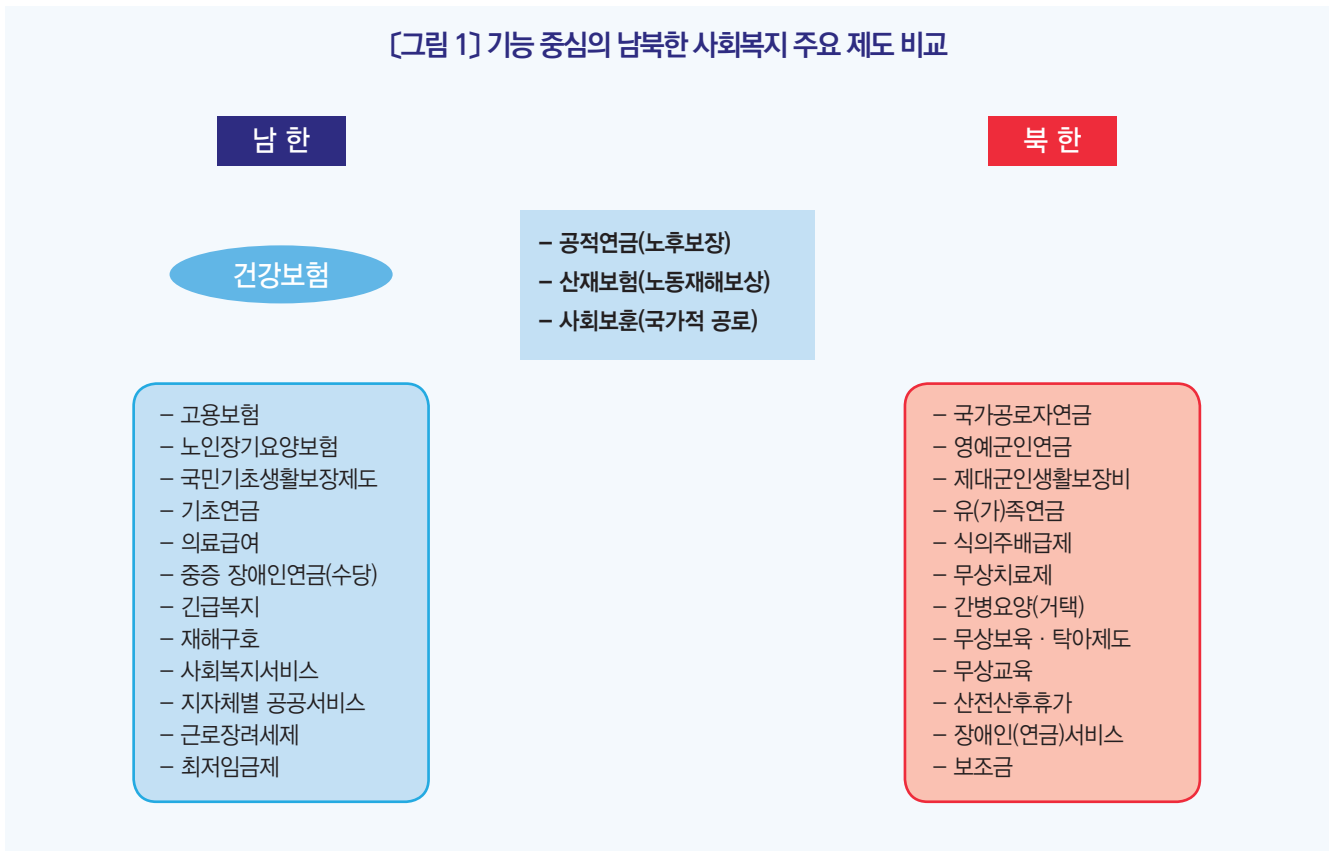 〔그림 1〕 기능 중심의 남북한 사회복지 주요 제도 비교
남 한
북 한
건강보험
– 공적연금(노후보장)
– 산재보험(노동재해보상)
– 사회보훈(국가적 공로)
– 고용보험
– 노인장기요양보험
– 국민기초생활보장제도
– 기초연금
– 의료급여
– 중증 장애인연금(수당)
– 긴급복지
– 재해구호
– 사회복지서비스
– 지자체별 공공서비스
– 근로장려세제
– 최저임금제
– 국가공로자연금
– 영예군인연금
– 제대군인생활보장비
– 유(가)족연금
– 식의주배급제
– 무상치료제
– 간병요양(거택)
– 무상보육 · 탁아제도
– 무상교육
– 산전산후휴가
– 장애인(연금)서비스
– 보조금